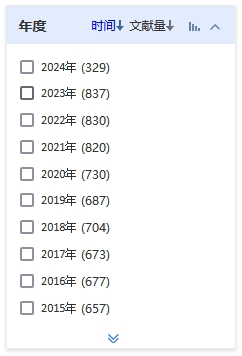 年度 时间 文献量
2024年 (329)
2023年 (837)
2022年 (830)
2021年 (820)
2020年 (730)
2019年 (687)
2018年 (704)
2017年 (673)
2016年 (677)
2015年 (657)